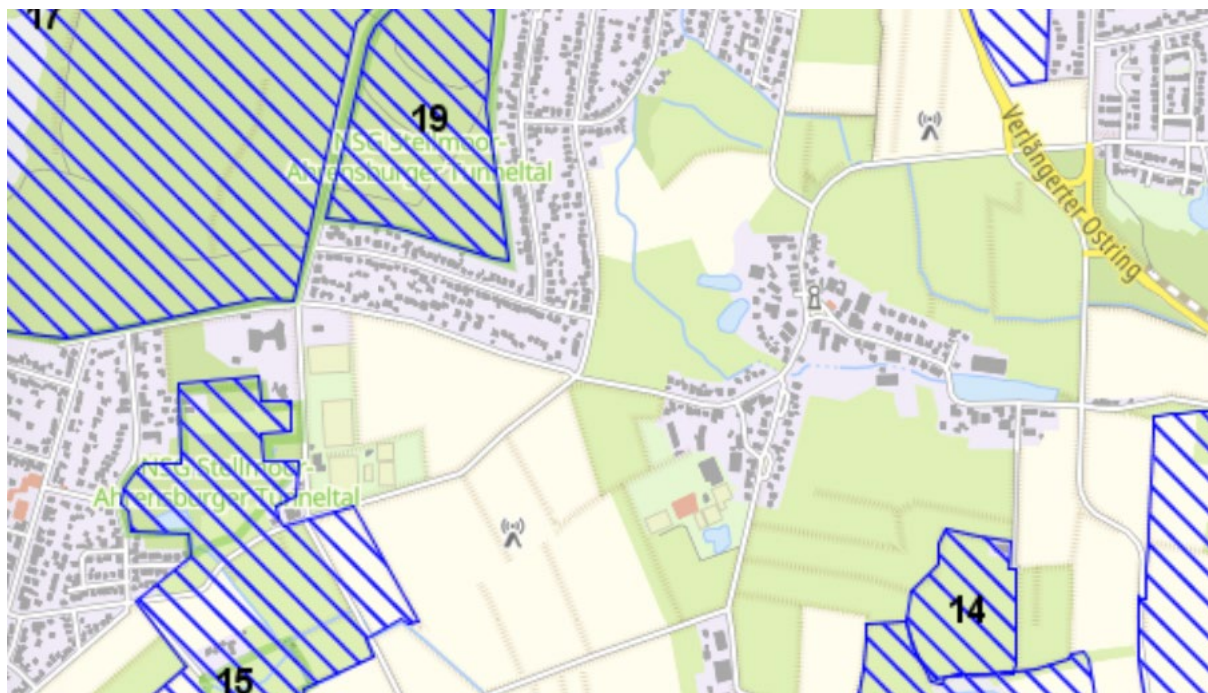 17
19
NSG Stellmoor-
Ahrensburger Tunneltal
Verlängerter Ostring
NSG Stellmoor-
Ahrensburger Tunneltal
14
15